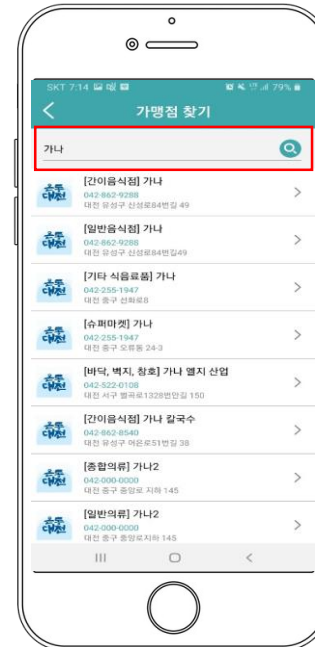 SKT 7:14 79%
가맹점 찾기
가나
[간이음식점] 가나
042-862-9288
대전 유성구 신성로84번길 49
[일반음식점] 가나
042-862-9288
대전 유성구 신성로84번길49
[기타 식음료품] 가나
042-255-1947
대전 중구 선화로8
[슈퍼마켓] 가나
042-255-1947
대전 중구 오류동 24-3
[바닥, 벽지, 창호] 가나 엘지 산업
042-522-0108
대전 서구 벌곡로1328번안길 150
[간이음식점] 가나 칼국수
042-862-8540
대전 유성구 어은로51번길 38
[종합의류] 가나2
042-000-0000
대전 중구 중앙로 지하 145
[일반의류] 가나2
042-000-0000
대전 중구 중앙로지하 145